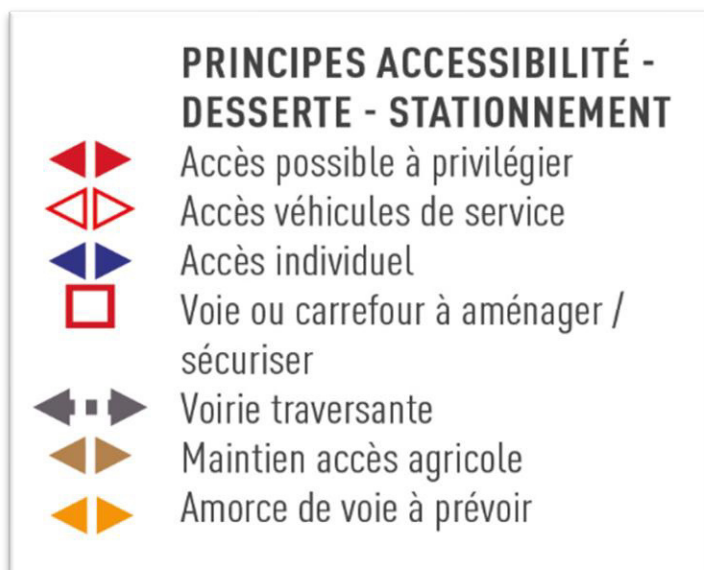 PRINCIPES ACCESSIBILITÉ -
DESSERTE - STATIONNEMENT
Accès possible à privilégier
Accès véhicules de service
Accès individuel
Voie ou carrefour à aménager /
sécuriser
Voirie traversante
Maintien accès agricole
Amorce de voie à prévoir